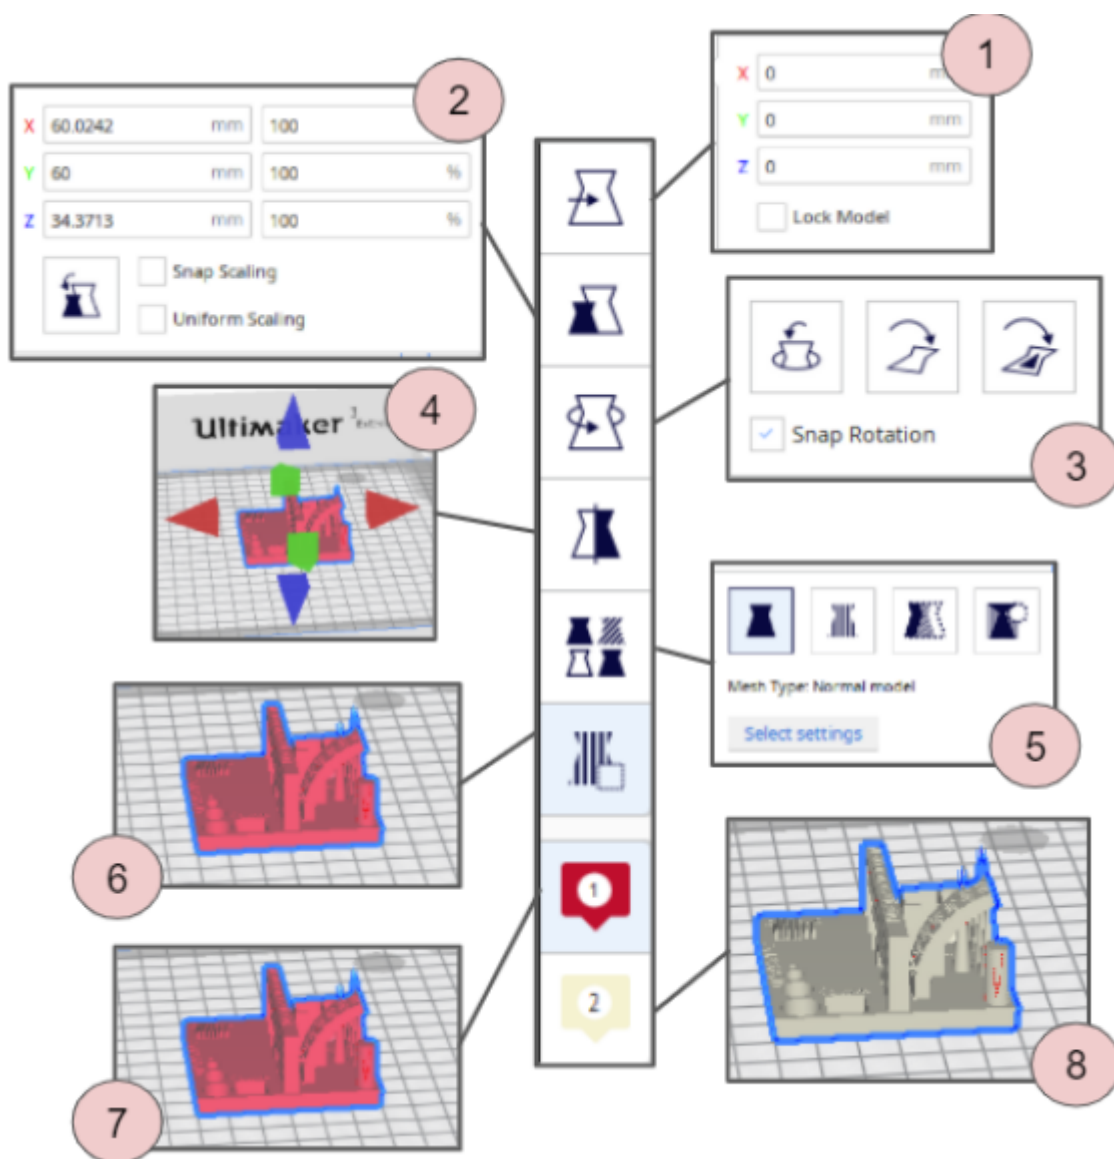 1
X 0 m
Y 0 mm
Z 0 mm
Lock Model
2
X 60.0242 mm 100
Y 60 mm 100 %
Z 34.3713 mm 100 %
Snap Scaling
Uniform Scaling
Snap Rotation
3
4
Ultimaker 3
Mesh Type: Normal model
Select settings
5
6
1
2
7
8